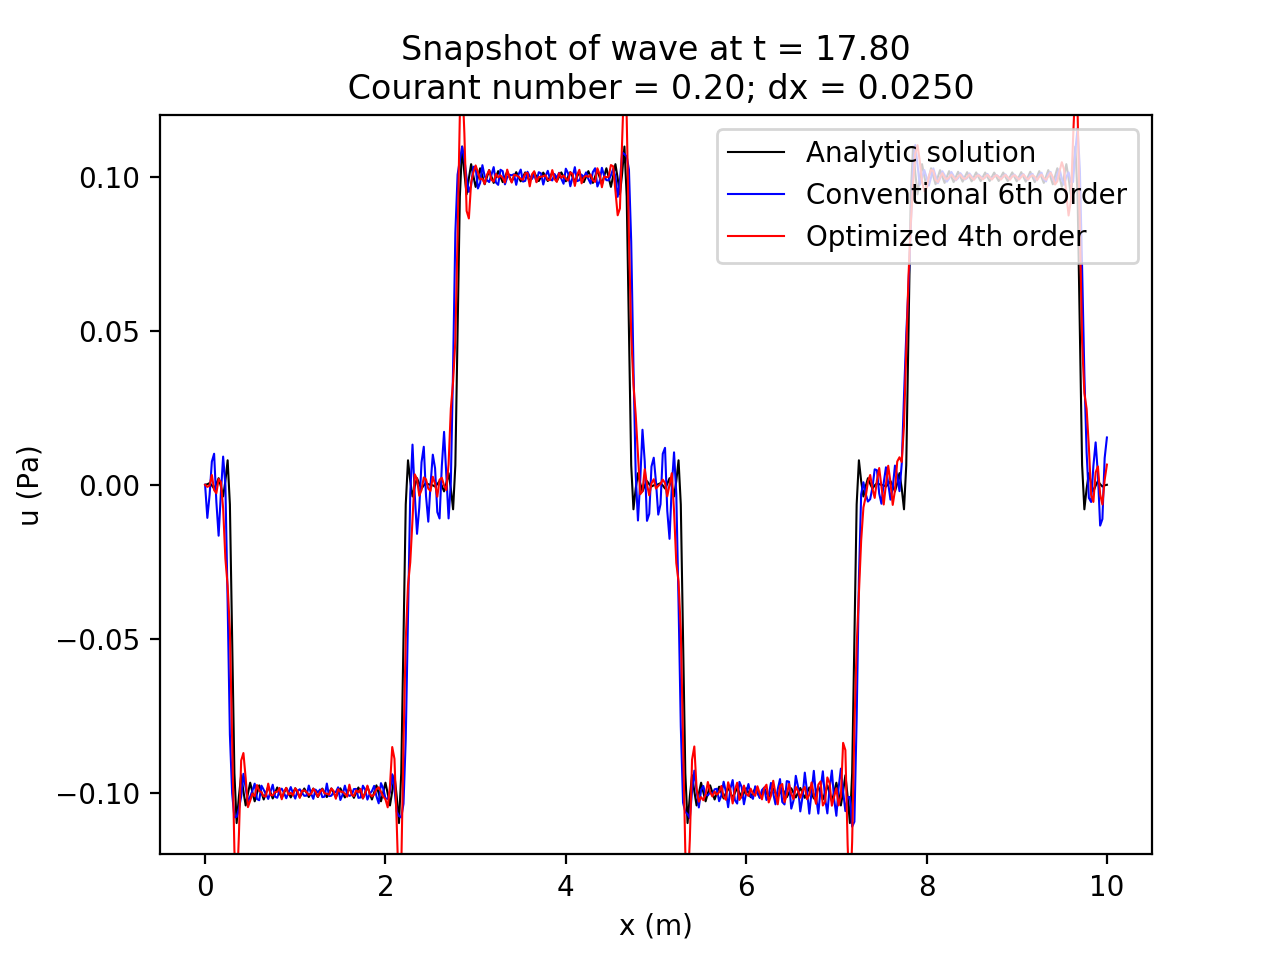 Snapshot of wave at t = 17.80
Courant number = 0.20; dx = 0.0250
Analytic solution
Conventional 6th order
Optimized 4th order
0.10
0.05
0.00
−0.05
−0.10
u (Pa)
0 2 4 6 8 10
x (m)